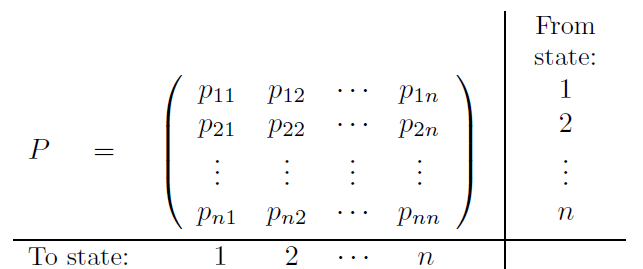 From
state:
p11 p12 ⋯ p1n 1
p21 p22 ⋯ p2n 2
P = ⋮ ⋮ ⋮ ⋮ ⋮
pn1 pn2 ⋯ pnn n
To state: 1 2 ⋯ n